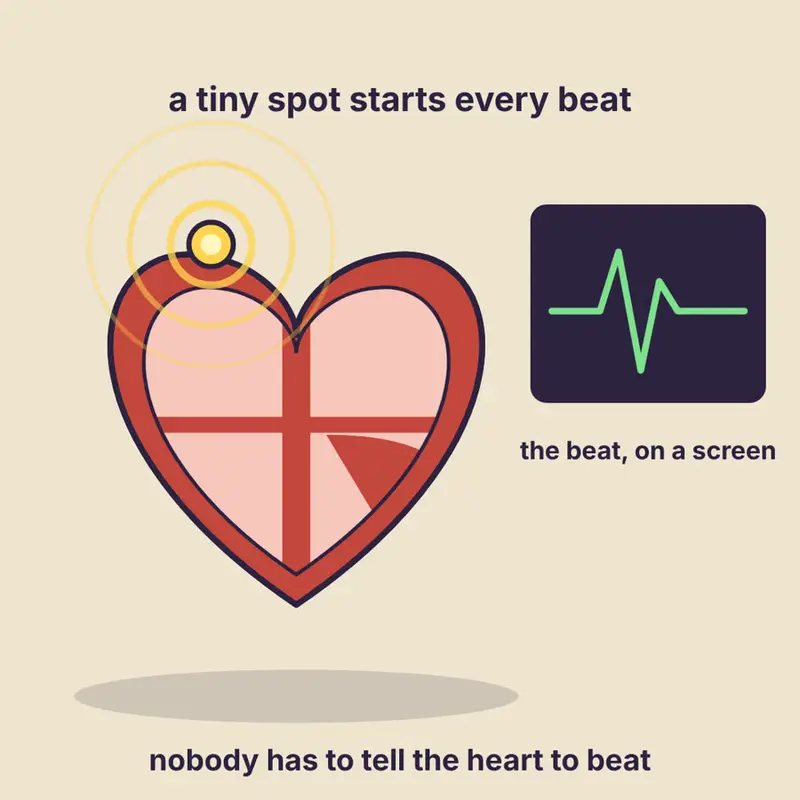 a tiny spot starts every beat
the beat, on a screen
nobody has to tell the heart to beat